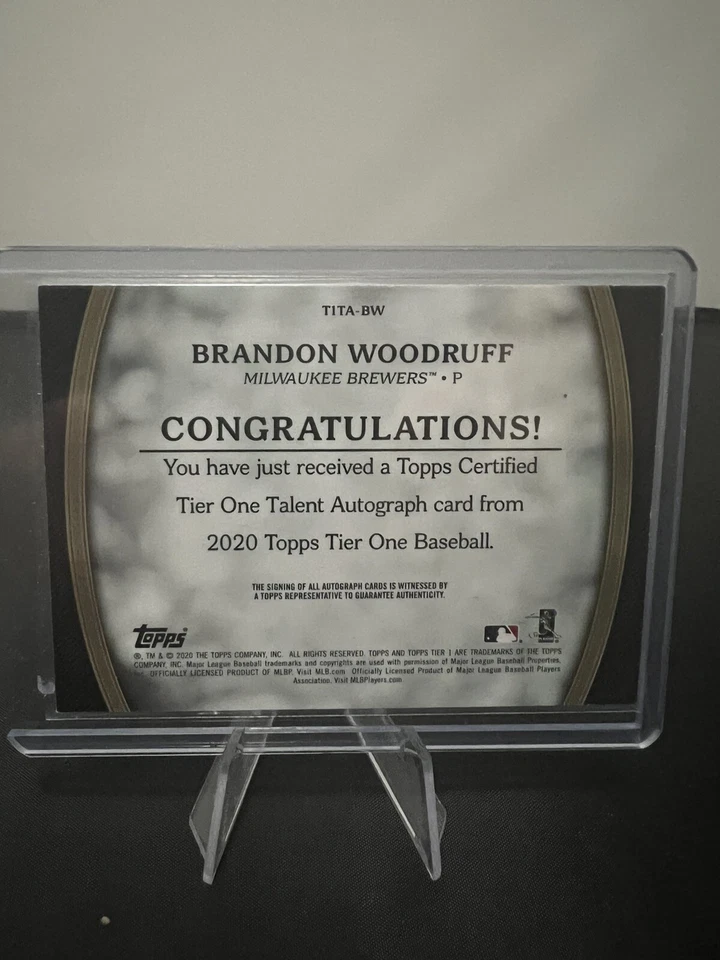 T1TA-BW
BRANDON WOODRUFF
MILWAUKEE BREWERS™ • P
CONGRATULATIONS!
You have just received a Topps Certified
Tier One Talent Autograph card from
2020 Topps Tier One Baseball.
THE SIGNING OF ALL AUTOGRAPH CARDS IS WITNESSED BY
A TOPPS REPRESENTATIVE TO GUARANTEE AUTHENTICITY.
Topps
®, TM & © 2020 THE TOPPS COMPANY, INC. ALL RIGHTS RESERVED. TOPPS AND TOPPS TIER 1 ARE TRADEMARKS OF THE TOPPS
COMPANY, INC. Major League Baseball trademarks and copyrights are used with permission of Major League Baseball Properties,
OFFICIALLY LICENSED PRODUCT OF MLBP. Visit MLB.com Officially Licensed Product of Major League Baseball Players
Association. Visit MLBPlayers.com